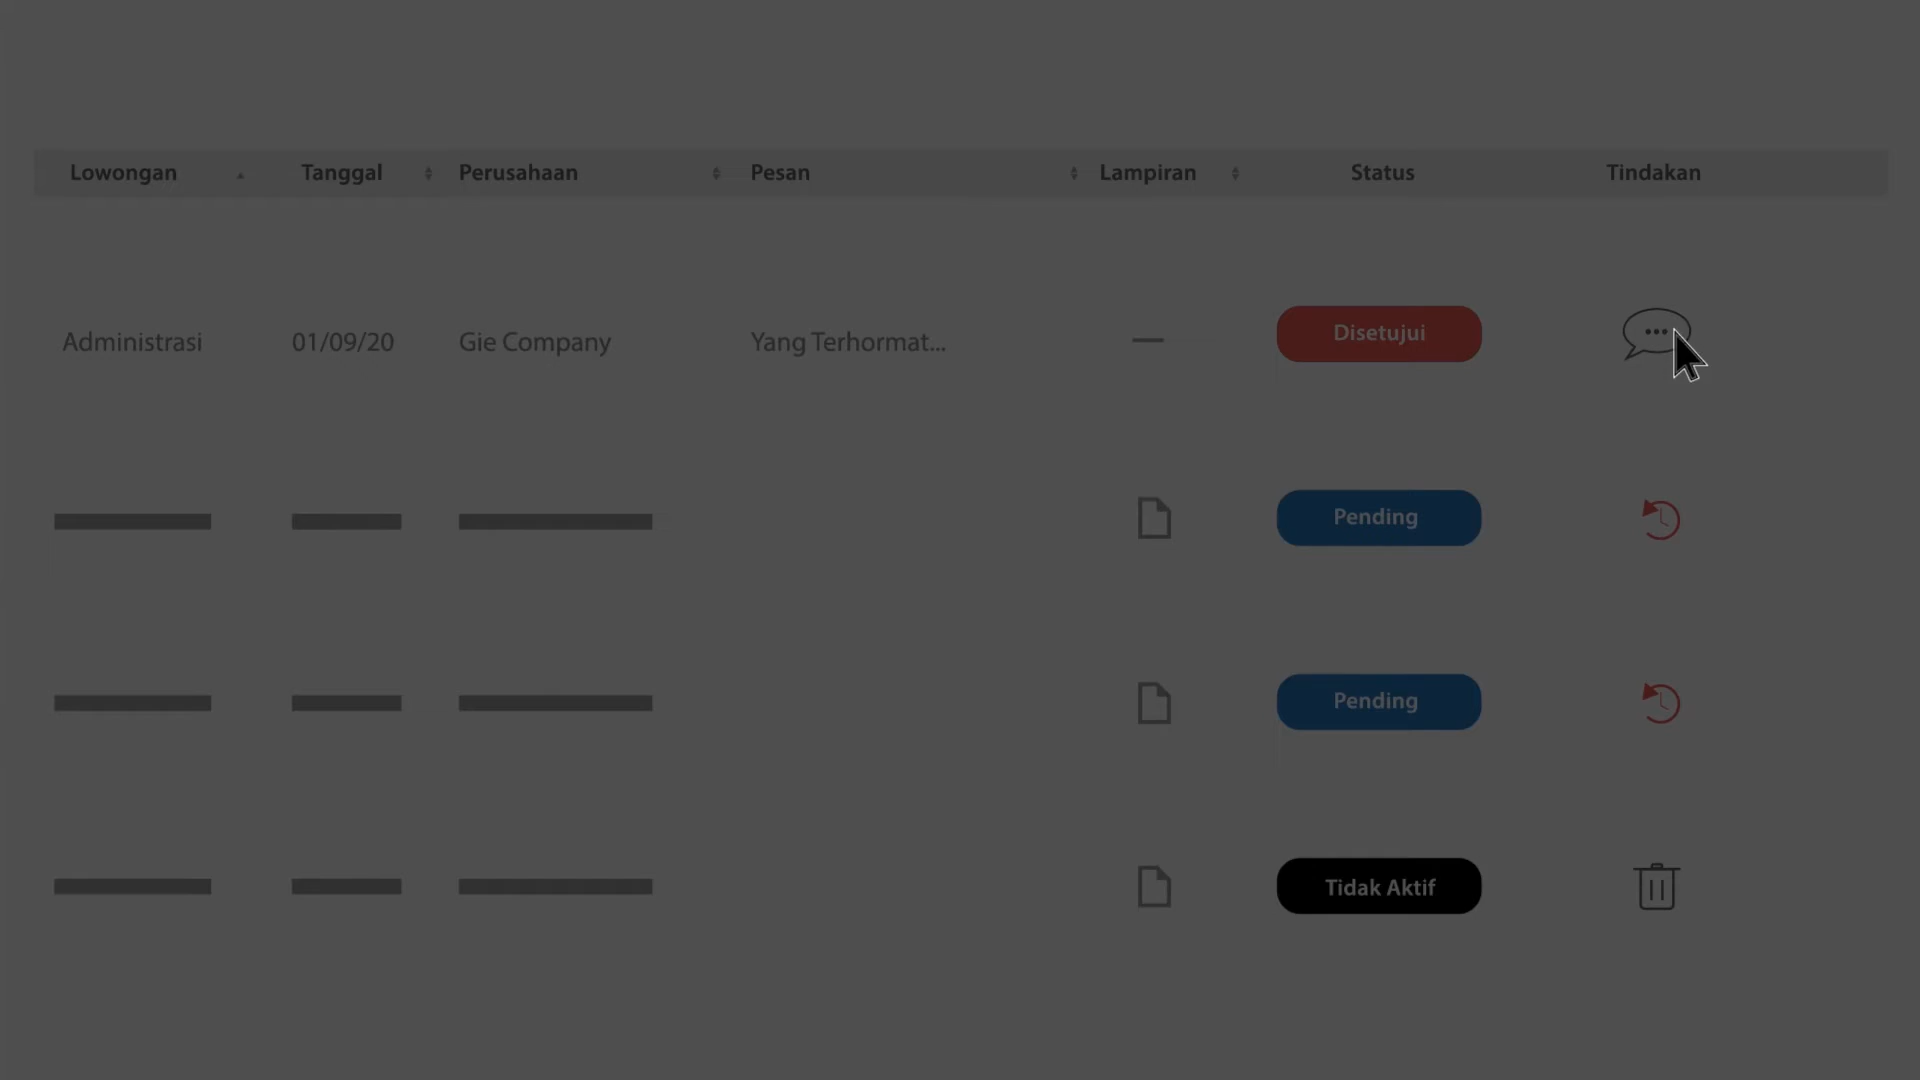 Lowongan Tanggal Perusahaan Pesan Lampiran Status Tindakan
Administrasi 01/09/20 Gie Company Yang Terhormat... Disetujui
Pending
Pending
Tidak Aktif